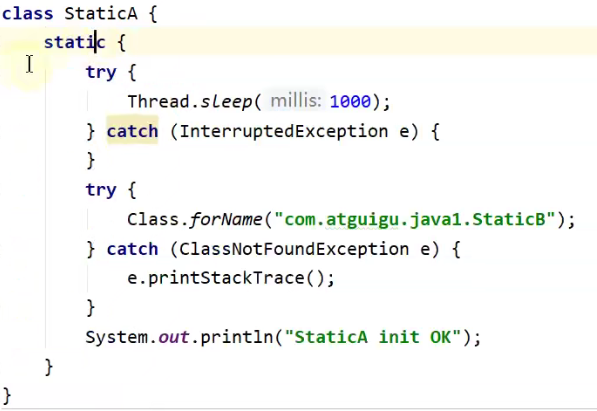 class StaticA {
    static {
        try {
            Thread.sleep( millis: 1000);
        } catch (InterruptedException e) {
        }
        try {
            Class.forName("com.atguigu.java1.StaticB");
        } catch (ClassNotFoundException e) {
            e.printStackTrace();
        }
        System.out.println("StaticA init OK");
    }
}